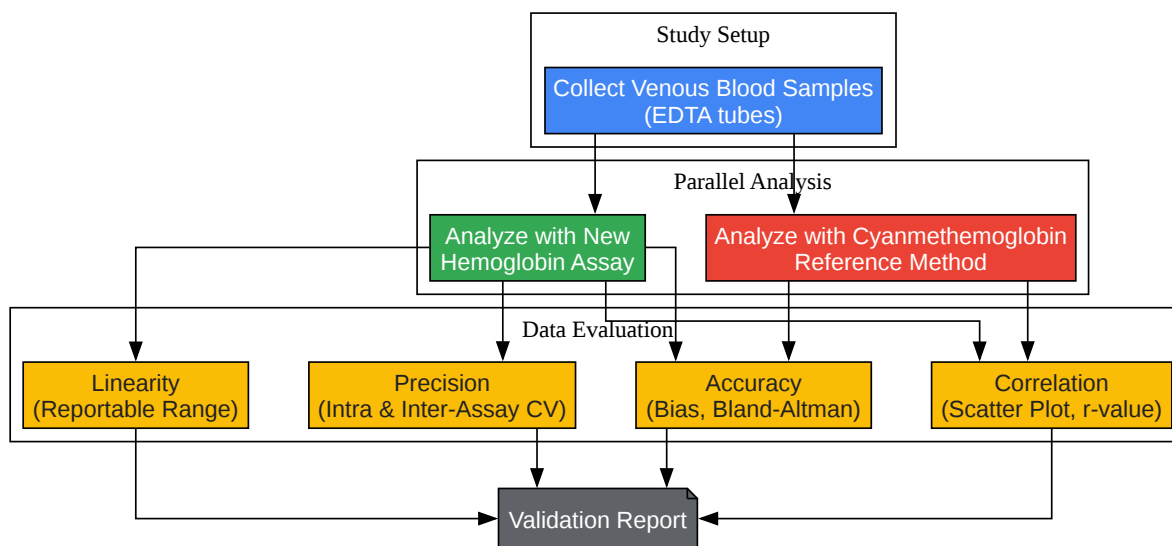 Study Setup
Collect Venous Blood Samples
(EDTA tubes)
Parallel Analysis
Analyze with New
Hemoglobin Assay
Analyze with Cyanmethemoglobin
Reference Method
Data Evaluation
Linearity
(Reportable Range)
Precision
(Intra & Inter-Assay CV)
Accuracy
(Bias, Bland-Altman)
Correlation
(Scatter Plot, r-value)
Validation Report